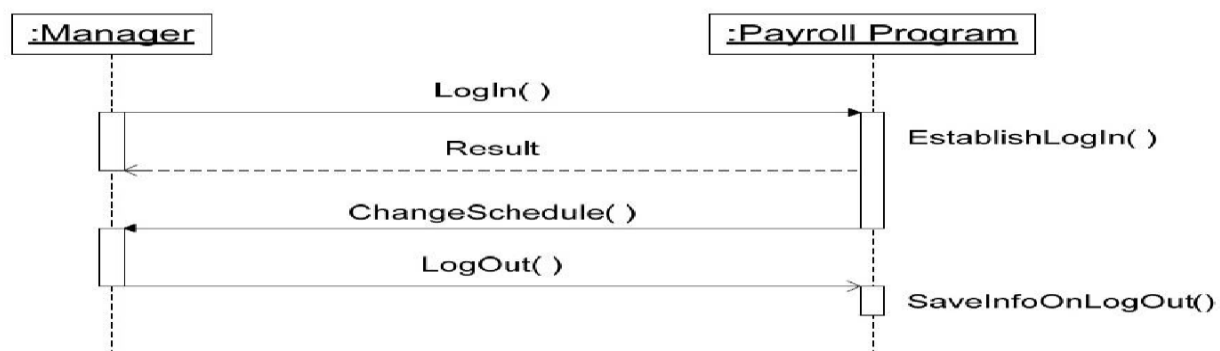 :Manager
:Payroll Program
LogIn( )
EstablishLogIn( )
Result
ChangeSchedule( )
LogOut( )
SaveInfoOnLogOut()